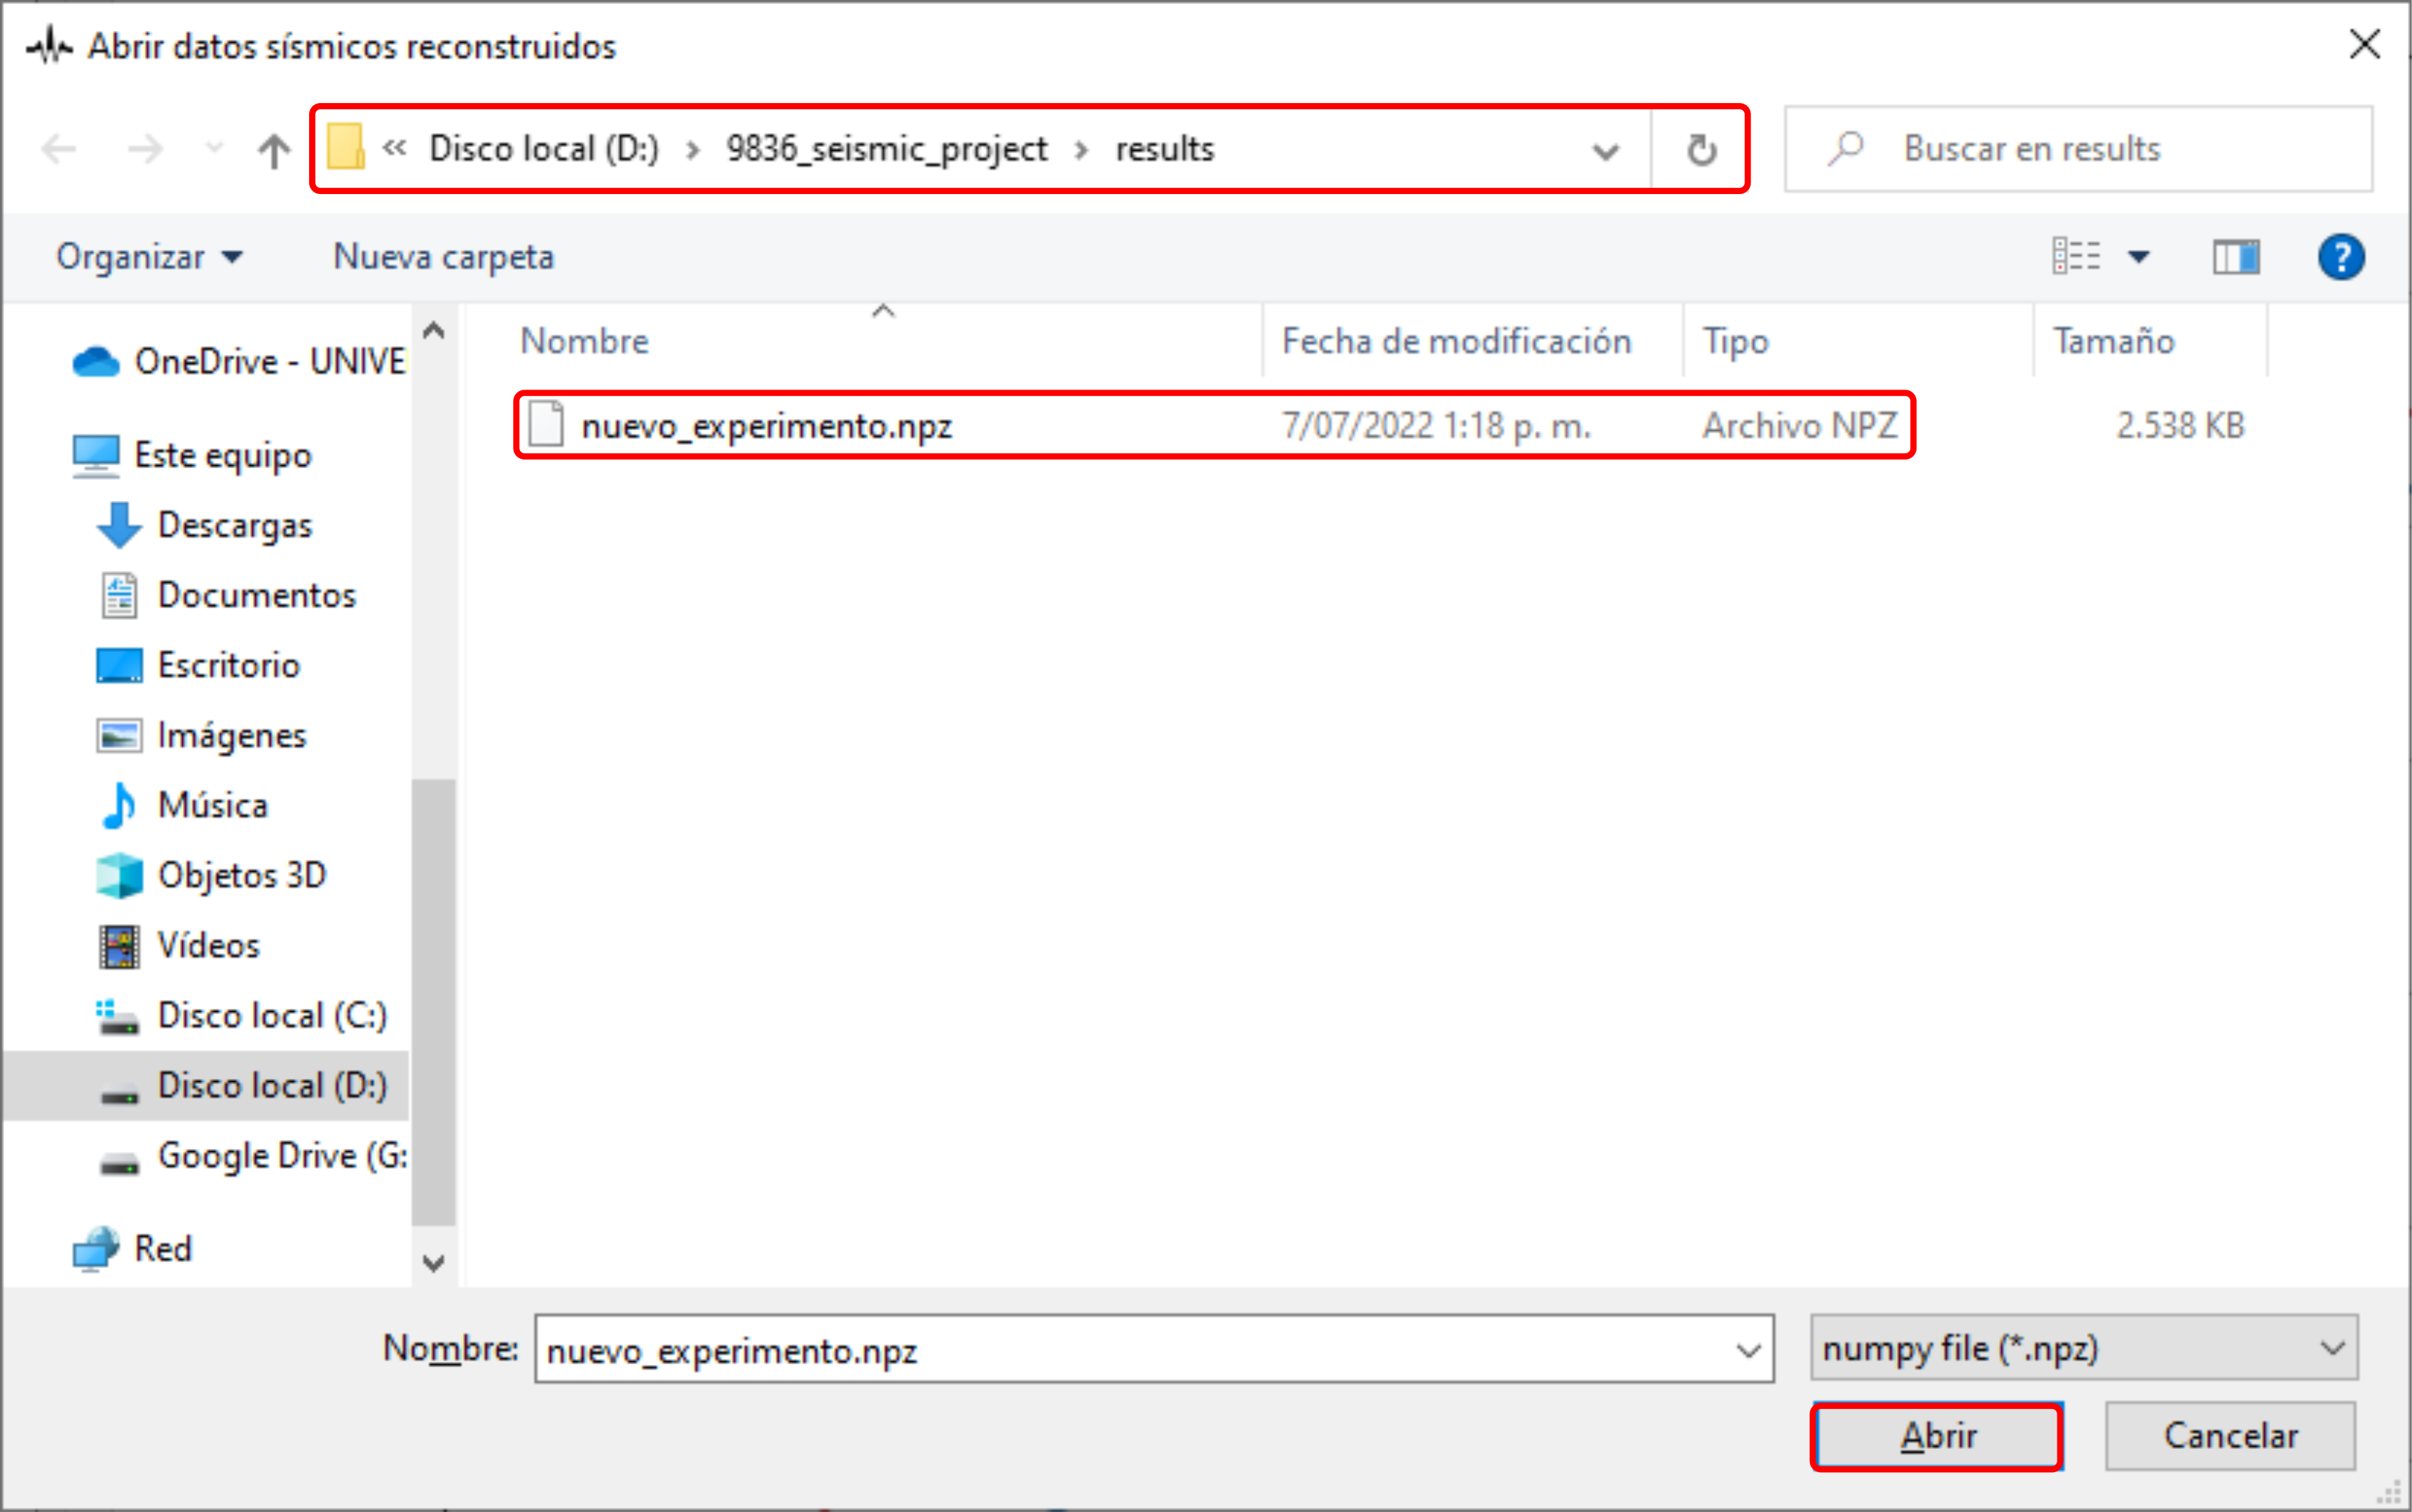 Abrir datos sísmicos reconstruidos
« Disco local (D:) > 9836_seismic_project > results
Buscar en results
Organizar
Nueva carpeta
?
Nombre
Fecha de modificación
Tipo
Tamaño
nuevo_experimento.npz
7/07/2022 1:18 p. m.
Archivo NPZ
2.538 KB
OneDrive - UNIVE
Este equipo
Descargas
Documentos
Escritorio
Imágenes
Música
Objetos 3D
Vídeos
Disco local (C:)
Disco local (D:)
Google Drive (G:
Red
Nombre:
nuevo_experimento.npz
numpy file (*.npz)
Abrir
Cancelar